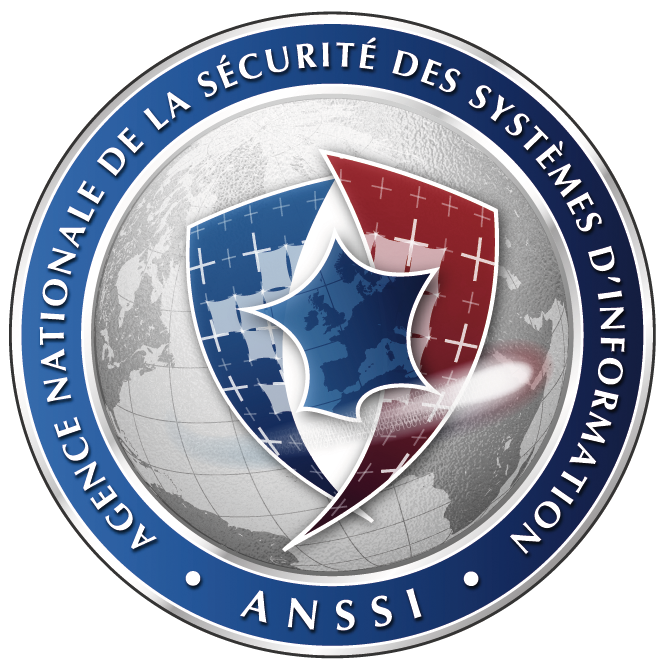 AGENCE NATIONALE DE LA SÉCURITÉ DES SYSTÈMES D'INFORMATION
• ANSSI •